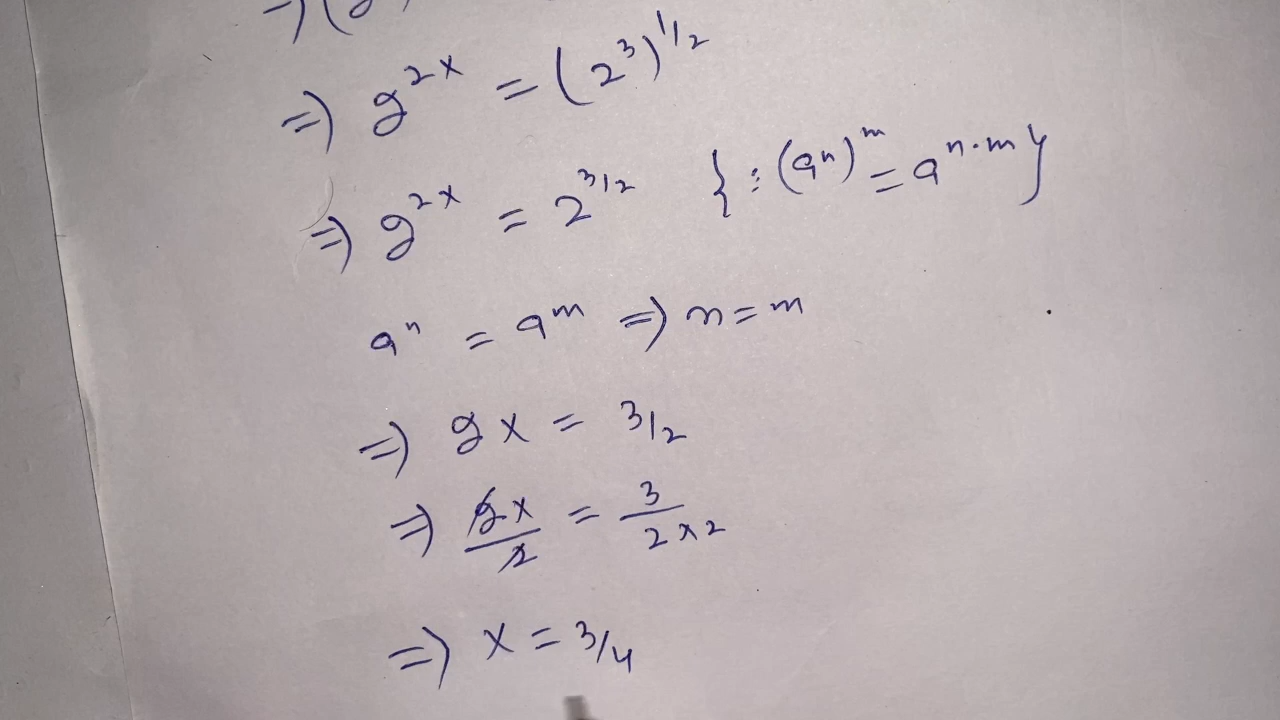 ⇒ 2^{2x} = (2^3)^{1/2}
⇒ 2^{2x} = 2^{3/2} {∵ (a^n)^m = a^{n·m}}
a^n = a^m ⇒ n = m
⇒ 2x = 3/2
⇒ 2x/2 = 3/(2×2)
⇒ x = 3/4